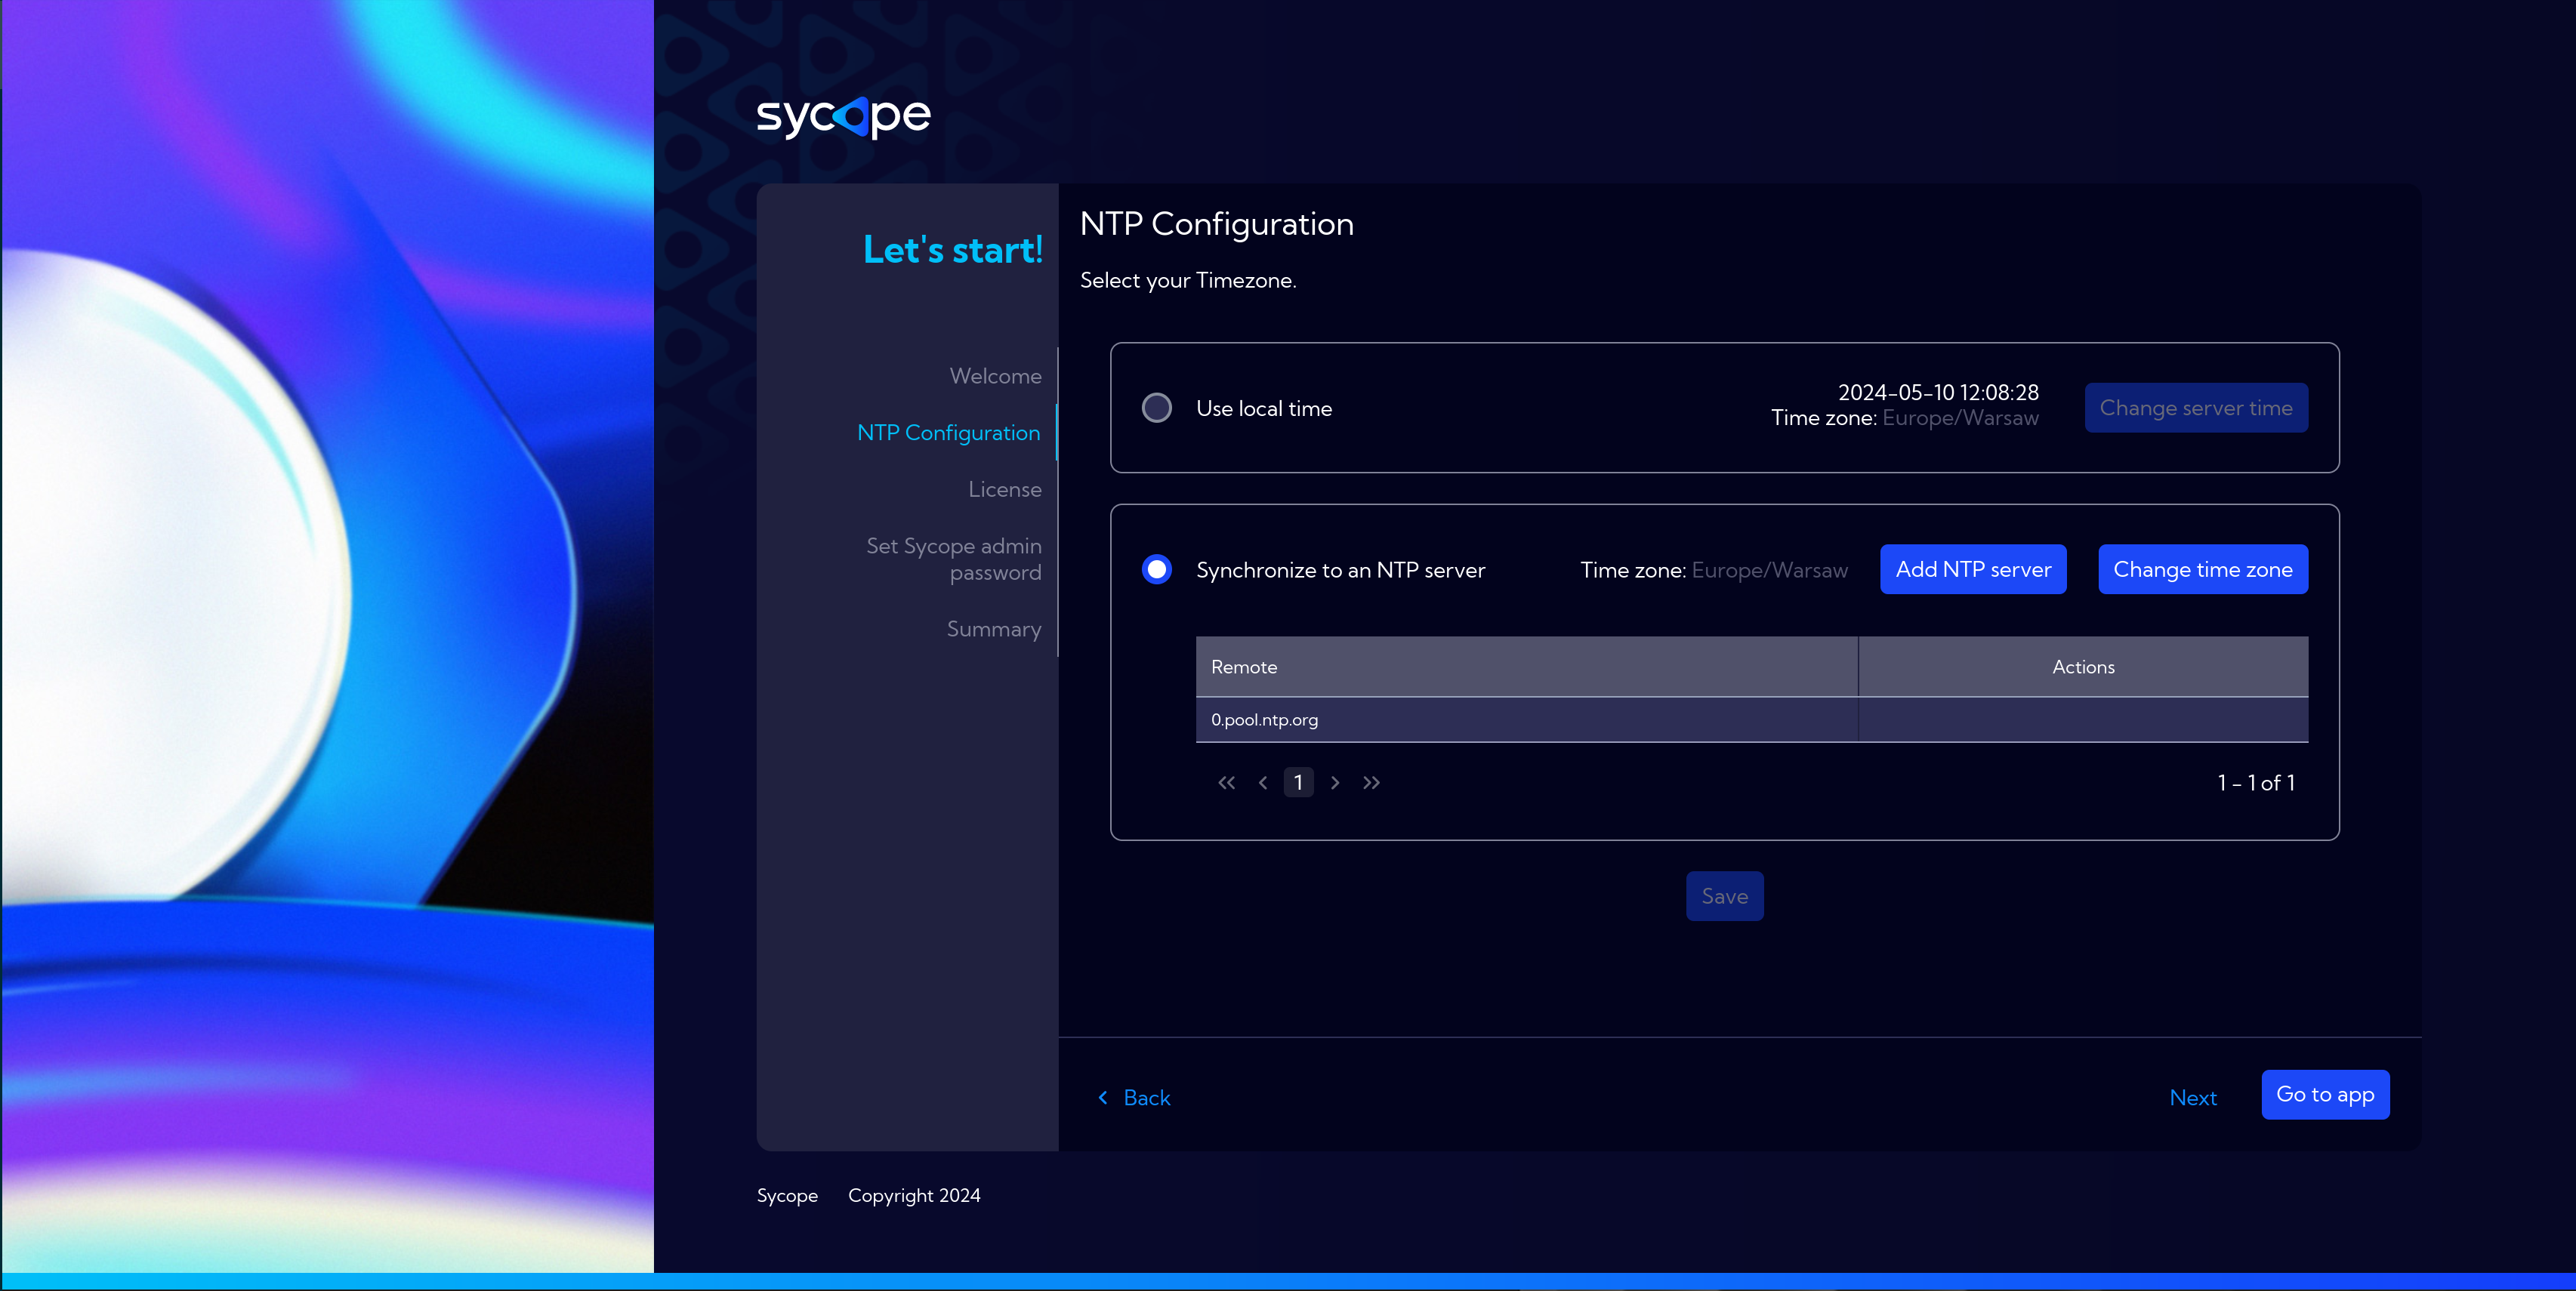 sycope
Let's start!
Welcome
NTP Configuration
License
Set Sycope admin
password
Summary
NTP Configuration
Select your Timezone.
Use local time
2024-05-10 12:08:28
Time zone: Europe/Warsaw
Change server time
Synchronize to an NTP server
Time zone: Europe/Warsaw
Add NTP server
Change time zone
Remote
Actions
0.pool.ntp.org
1
1 - 1 of 1
Save
Back
Next
Go to app
Sycope
Copyright 2024